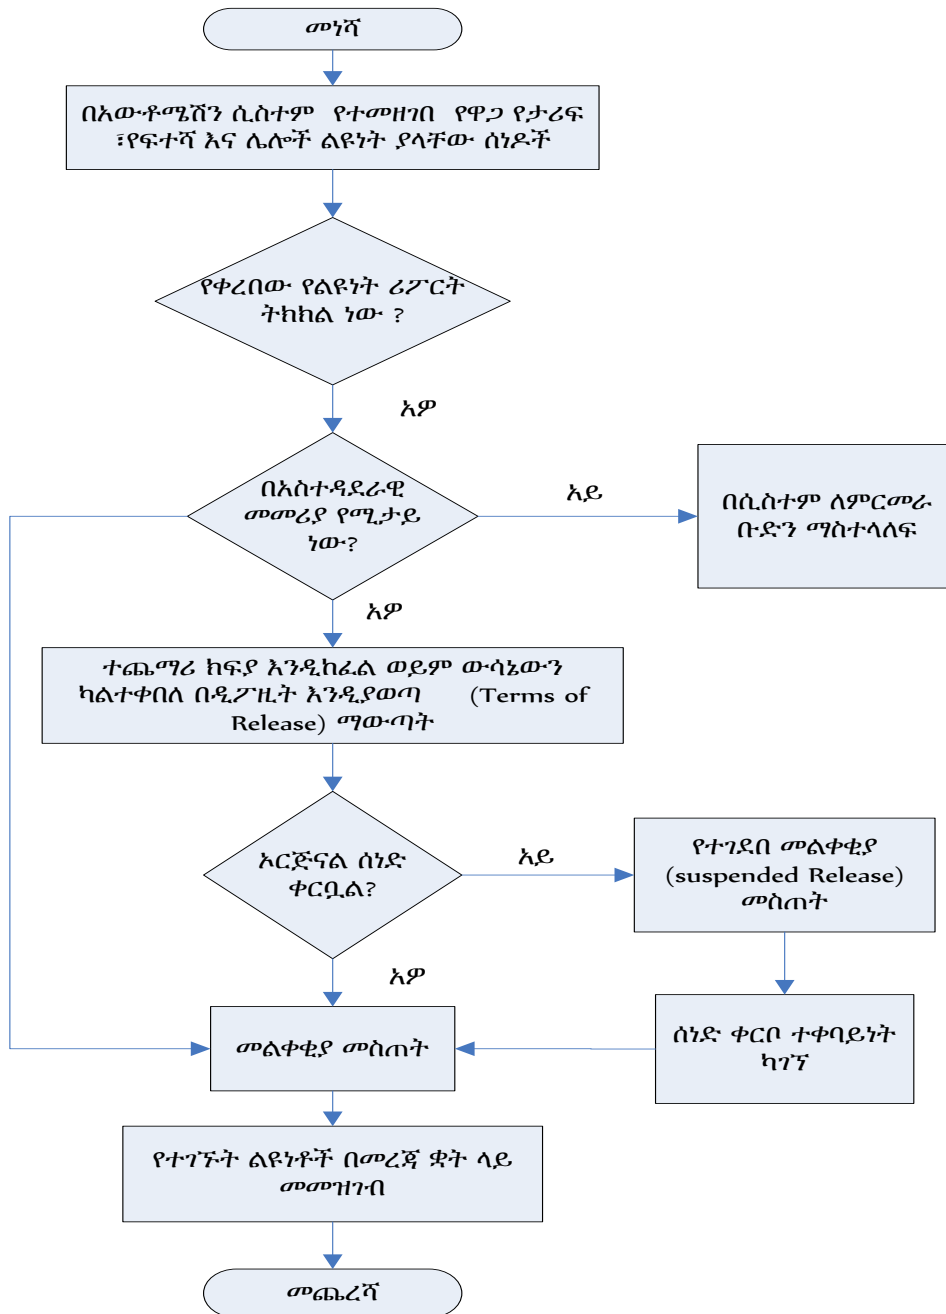 መነሻ
በአውቶሜሽን ሲስተም የተመዘገበ የዋጋ የታሪፍ
፣የፍተሻ እና ሌሎች ልዩነት ያላቸው ሰነዶች
የቀረበው የልዩነት ሪፖርት
ትክክል ነው ?
አዎ
በአስተዳደራዊ
መመሪያ የሚታይ
ነው?
አይ
በሲስተም ለምርመራ
ቡድን ማስተላለፍ
አዎ
ተጨማሪ ክፍያ እንዲከፈል ወይም ውሳኔውን
ካልተቀበለ በዲፖዚት እንዲያወጣ (Terms of
Release) ማውጣት
ኦርጅናል ሰነድ
ቀርቧል?
አይ
የተገደበ መልቀቂያ
(suspended Release)
መስጠት
አዎ
መልቀቂያ መስጠት
ሰነድ ቀርቦ ተቀባይነት
ካገኘ
የተገኙት ልዩነቶች በመረጃ ቋት ላይ
መመዝገብ
መጨረሻ